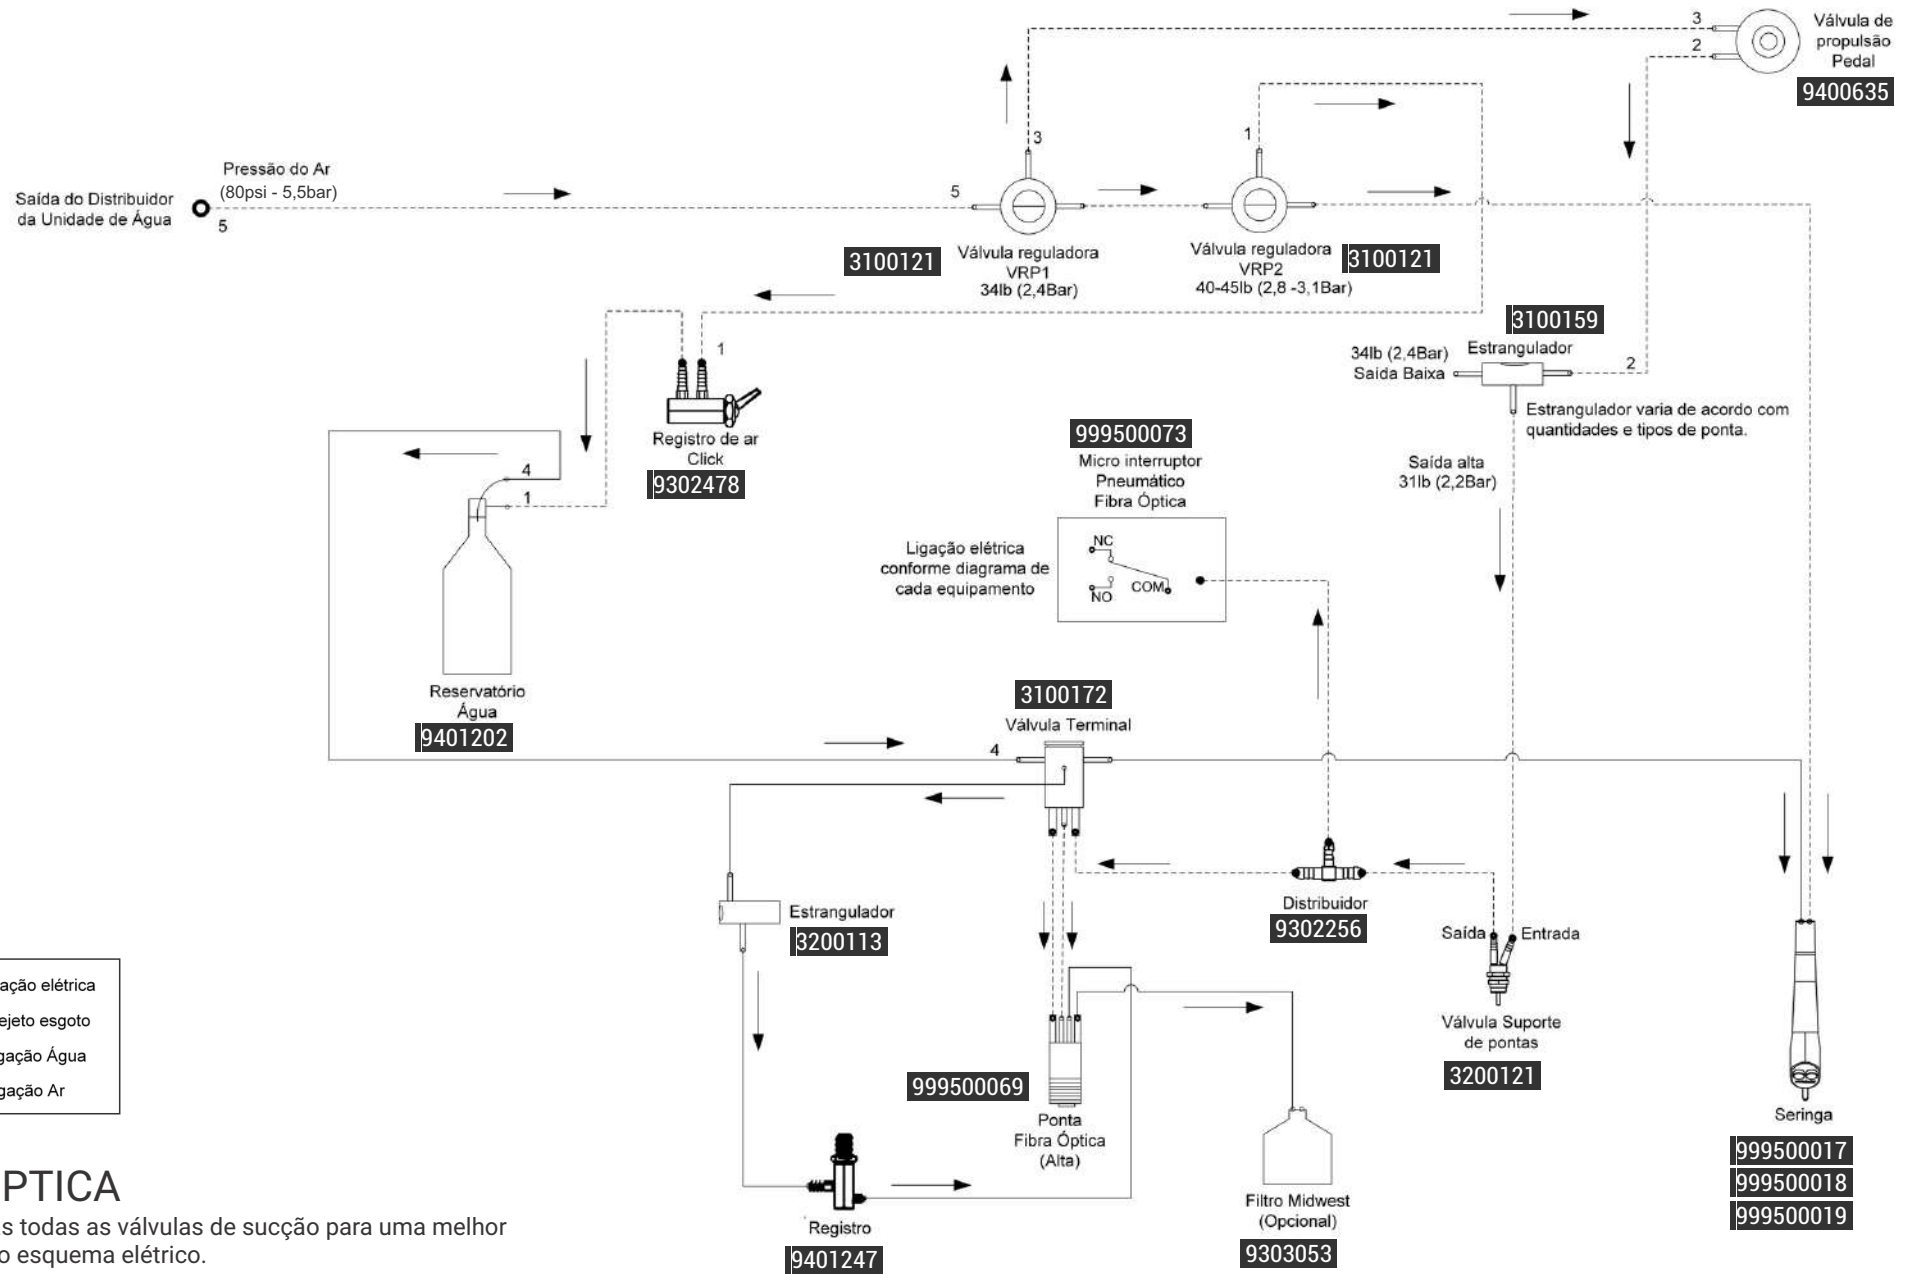 3
2
Válvula de
propulsão
Pedal
9400635
Saída do Distribuidor
da Unidade de Água
Pressão do Ar
(80psi - 5,5bar)
5
5
3
1
3100121
Válvula reguladora
VRP1
34lb (2,4Bar)
Válvula reguladora
VRP2
40-45lb (2,8 -3,1Bar)
3100121
1
Registro de ar
Click
9302478
3100159
Estrangulador
34lb (2,4Bar)
Saída Baixa
2
Estrangulador varia de acordo com
quantidades e tipos de ponta.
Saída alta
31lb (2,2Bar)
4
1
Reservatório
Água
9401202
999500073
Micro interruptor
Pneumático
Fibra Óptica
Ligação elétrica
conforme diagrama de
cada equipamento
NC
NO
COM
3100172
Válvula Terminal
4
Estrangulador
3200113
Distribuidor
9302256
Saída
Entrada
Válvula Suporte
de pontas
3200121
999500069
Ponta
Fibra Óptica
(Alta)
Registro
9401247
Filtro Midwest
(Opcional)
9303053
Seringa
999500017
999500018
999500019
ação elétrica
ejeto esgoto
gação Água
gação Ar
PTICA
s todas as válvulas de sucção para uma melhor
o esquema elétrico.